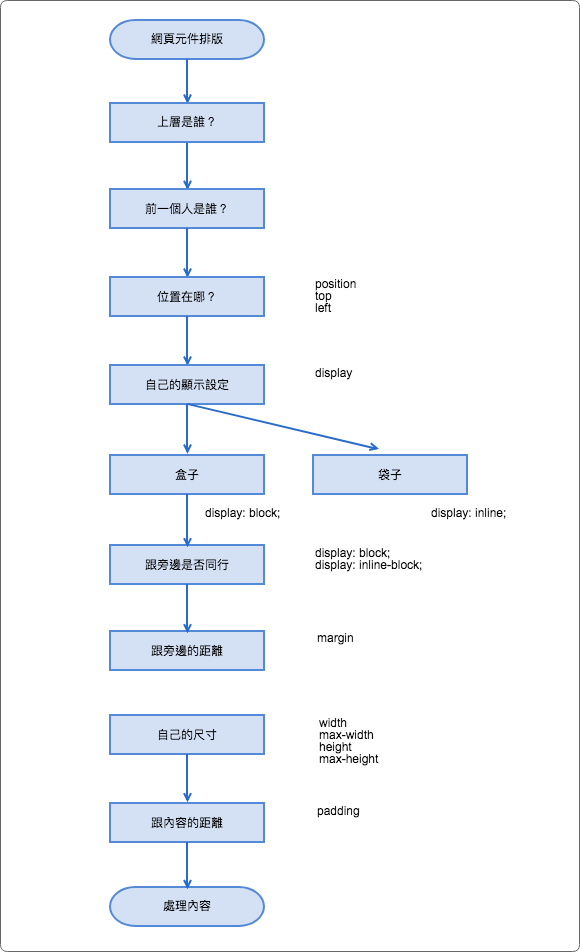 網頁元件排版
上層是誰？
前一個人是誰？
位置在哪？
position
top
left
自己的顯示設定
display
盒子
袋子
display: block;
display: inline;
跟旁邊是否同行
display: block;
display: inline-block;
跟旁邊的距離
margin
自己的尺寸
width
max-width
height
max-height
跟內容的距離
padding
處理內容